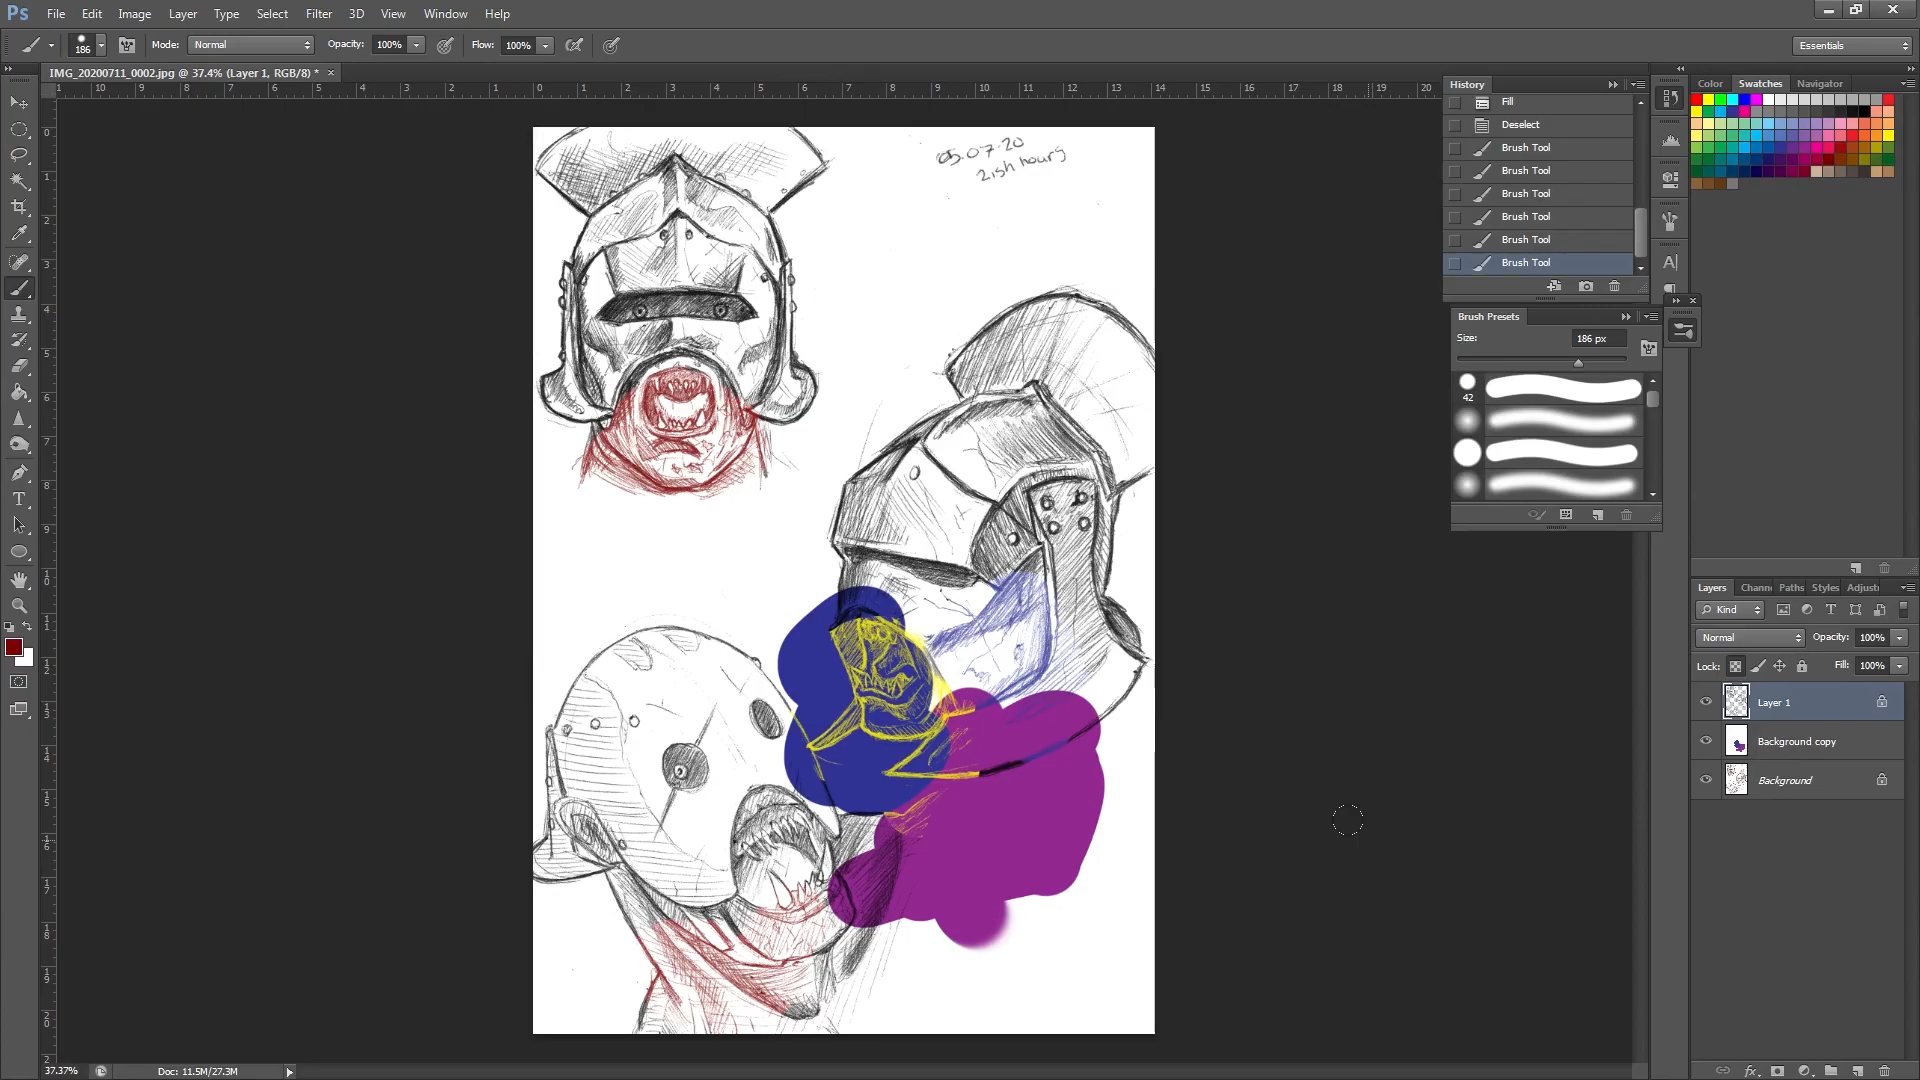 Ps File Edit Image Layer Type Select Filter 3D View Window Help
186 Mode: Normal Opacity: 100% Flow: 100% Essentials
IMG_20200711_0002.jpg @ 37.4% (Layer 1, RGB/8) * ×
05.07.20
2ish hours
History
Fill
Deselect
Brush Tool
Brush Tool
Brush Tool
Brush Tool
Brush Tool
Brush Tool
Brush Presets
Size: 186 px
42
Color Swatches Navigator
Layers Chann Paths Styles Adjust
Kind
Normal Opacity: 100%
Lock: Fill: 100%
Layer 1
Background copy
Background
37.37% Doc: 11.5M/27.3M